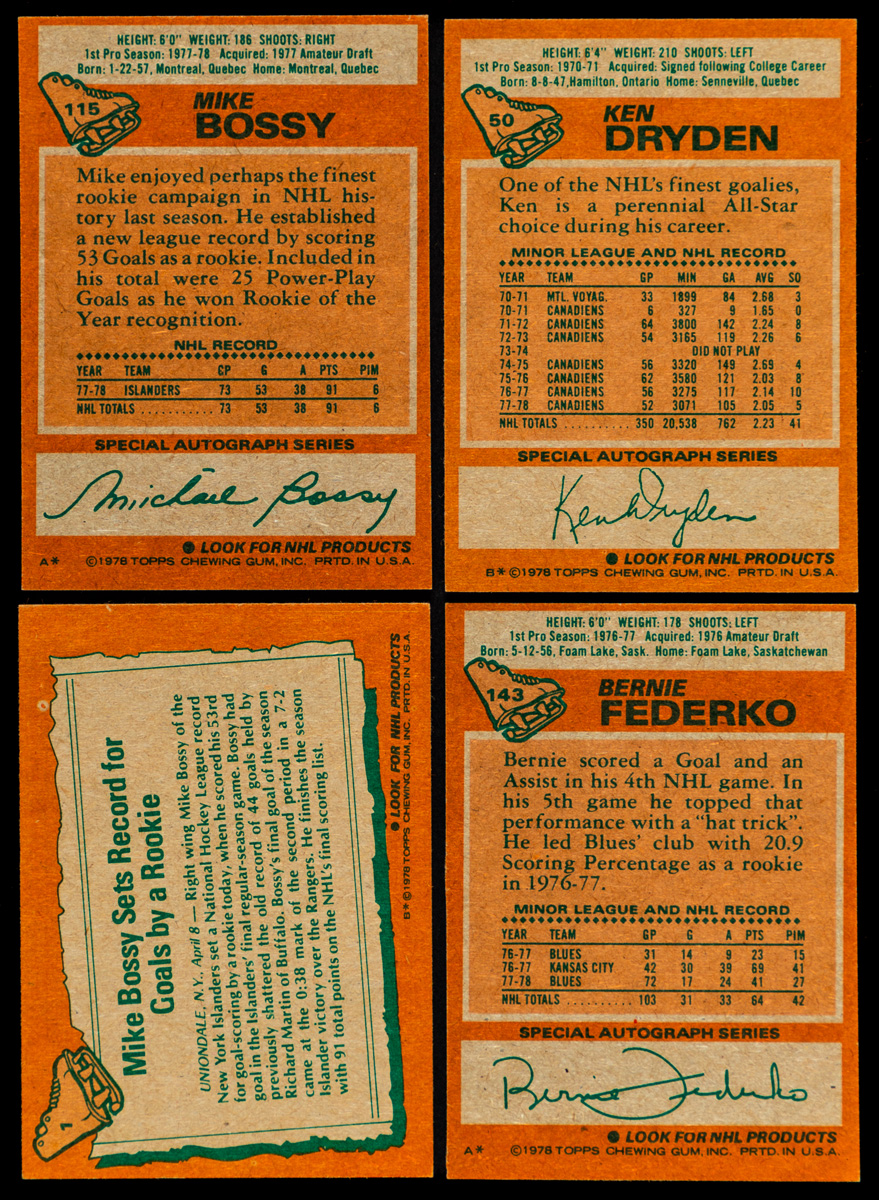 HEIGHT: 6'0" WEIGHT: 186 SHOOTS: RIGHT
1st Pro Season: 1977-78 Acquired: 1977 Amateur Draft
Born: 1-22-57, Montreal, Quebec Home: Montreal, Quebec
115
MIKE
BOSSY
Mike enjoyed perhaps the finest
rookie campaign in NHL his-
tory last season. He established
a new league record by scoring
53 Goals as a rookie. Included in
his total were 25 Power-Play
Goals as he won Rookie of the
Year recognition.
NHL RECORD
YEAR TEAM GP G A PTS PIM
77-78 ISLANDERS 73 53 38 91 6
NHL TOTALS ........... 73 53 38 91 6
SPECIAL AUTOGRAPH SERIES
Michael Bossy
LOOK FOR NHL PRODUCTS
A* ©1978 TOPPS CHEWING GUM, INC. PRTD. IN U.S.A.
HEIGHT: 6'4" WEIGHT: 210 SHOOTS: LEFT
1st Pro Season: 1970-71 Acquired: Signed following College Career
Born: 8-8-47, Hamilton, Ontario Home: Senneville, Quebec
50
KEN
DRYDEN
One of the NHL's finest goalies,
Ken is a perennial All-Star
choice during his career.
MINOR LEAGUE AND NHL RECORD
YEAR TEAM GP MIN GA AVG SO
70-71 MTL. VOYAG. 33 1899 84 2.68 3
70-71 CANADIENS 6 327 9 1.65 0
71-72 CANADIENS 64 3800 142 2.24 8
72-73 CANADIENS 54 3165 119 2.26 6
73-74 DID NOT PLAY
74-75 CANADIENS 56 3320 149 2.69 4
75-76 CANADIENS 62 3580 121 2.03 8
76-77 CANADIENS 56 3275 117 2.14 10
77-78 CANADIENS 52 3071 105 2.05 5
NHL TOTALS .......... 350 20,538 762 2.23 41
SPECIAL AUTOGRAPH SERIES
Ken Dryden
LOOK FOR NHL PRODUCTS
B* ©1978 TOPPS CHEWING GUM, INC. PRTD. IN U.S.A.
1
Mike Bossy Sets Record for
Goals by a Rookie
UNIONDALE, N.Y., April 8 — Right wing Mike Bossy of the
New York Islanders set a National Hockey League record
for goal-scoring by a rookie today, when he scored his 53rd
goal in the Islanders' final regular-season game. Bossy had
previously shattered the old record of 44 goals held by
Richard Martin of Buffalo. Bossy's final goal of the season
came at the 0:38 mark of the second period in a 7-2
Islander victory over the Rangers. He finishes the season
with 91 total points on the NHL's final scoring list.
LOOK FOR NHL PRODUCTS
B* ©1978 TOPPS CHEWING GUM, INC. PRTD. IN U.S.A.
HEIGHT: 6'0" WEIGHT: 178 SHOOTS: LEFT
1st Pro Season: 1976-77 Acquired: 1976 Amateur Draft
Born: 5-12-56, Foam Lake, Sask. Home: Foam Lake, Saskatchewan
143
BERNIE
FEDERKO
Bernie scored a Goal and an
Assist in his 4th NHL game. In
his 5th game he topped that
performance with a "hat trick".
He led Blues' club with 20.9
Scoring Percentage as a rookie
in 1976-77.
MINOR LEAGUE AND NHL RECORD
YEAR TEAM GP G A PTS PIM
76-77 BLUES 31 14 9 23 15
76-77 KANSAS CITY 42 30 39 69 41
77-78 BLUES 72 17 24 41 27
NHL TOTALS .......... 103 31 33 64 42
SPECIAL AUTOGRAPH SERIES
Bernie Federko
LOOK FOR NHL PRODUCTS
A* ©1978 TOPPS CHEWING GUM, INC. PRTD. IN U.S.A.